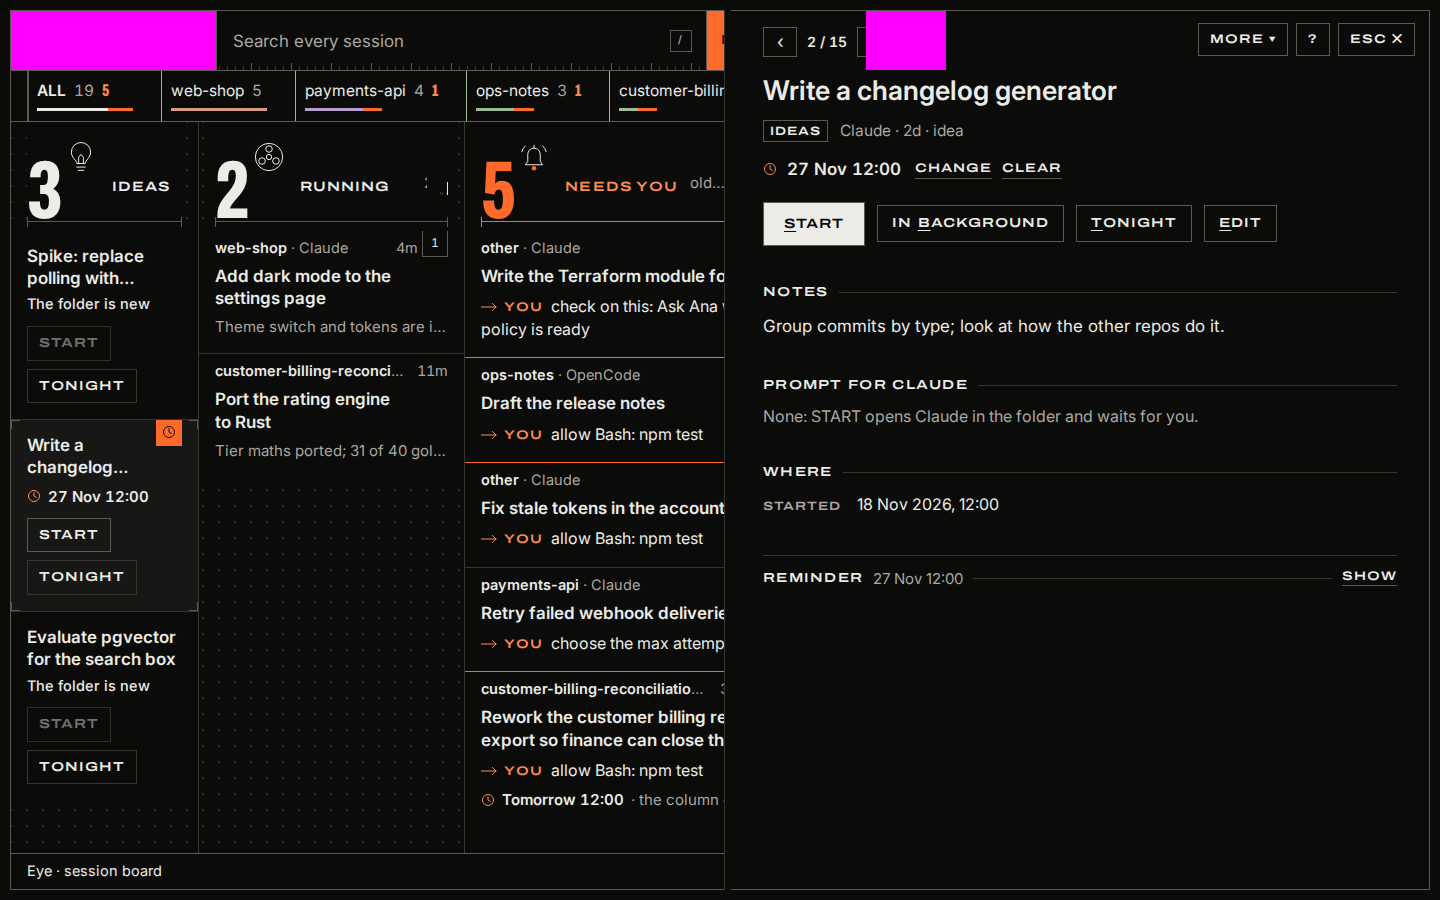 Search every session /
ALL 19 5
web-shop 5
payments-api 4 1
ops-notes 3 1
customer-billin
3 IDEAS
Spike: replace
polling with...
The folder is new
START
TONIGHT
Write a
changelog...
27 Nov 12:00
START
TONIGHT
Evaluate pgvector
for the search box
The folder is new
START
TONIGHT
2 RUNNING
web-shop · Claude 4m 1
Add dark mode to the
settings page
Theme switch and tokens are i...
customer-billing-reconci... 11m
Port the rating engine
to Rust
Tier maths ported; 31 of 40 gol...
5 NEEDS YOU old...
other · Claude
Write the Terraform module fo
→ YOU check on this: Ask Ana
policy is ready
ops-notes · OpenCode
Draft the release notes
→ YOU allow Bash: npm test
other · Claude
Fix stale tokens in the account
→ YOU allow Bash: npm test
payments-api · Claude
Retry failed webhook deliverie
→ YOU choose the max attemp
customer-billing-reconciliatio...
Rework the customer billing re
export so finance can close th
→ YOU allow Bash: npm test
Tomorrow 12:00 · the column
Eye · session board
‹ 2 / 15
MORE ▾ ? ESC ✕
Write a changelog generator
IDEAS Claude · 2d · idea
27 Nov 12:00 CHANGE CLEAR
START IN BACKGROUND TONIGHT EDIT
NOTES
Group commits by type; look at how the other repos do it.
PROMPT FOR CLAUDE
None: START opens Claude in the folder and waits for you.
WHERE
STARTED 18 Nov 2026, 12:00
REMINDER 27 Nov 12:00 SHOW